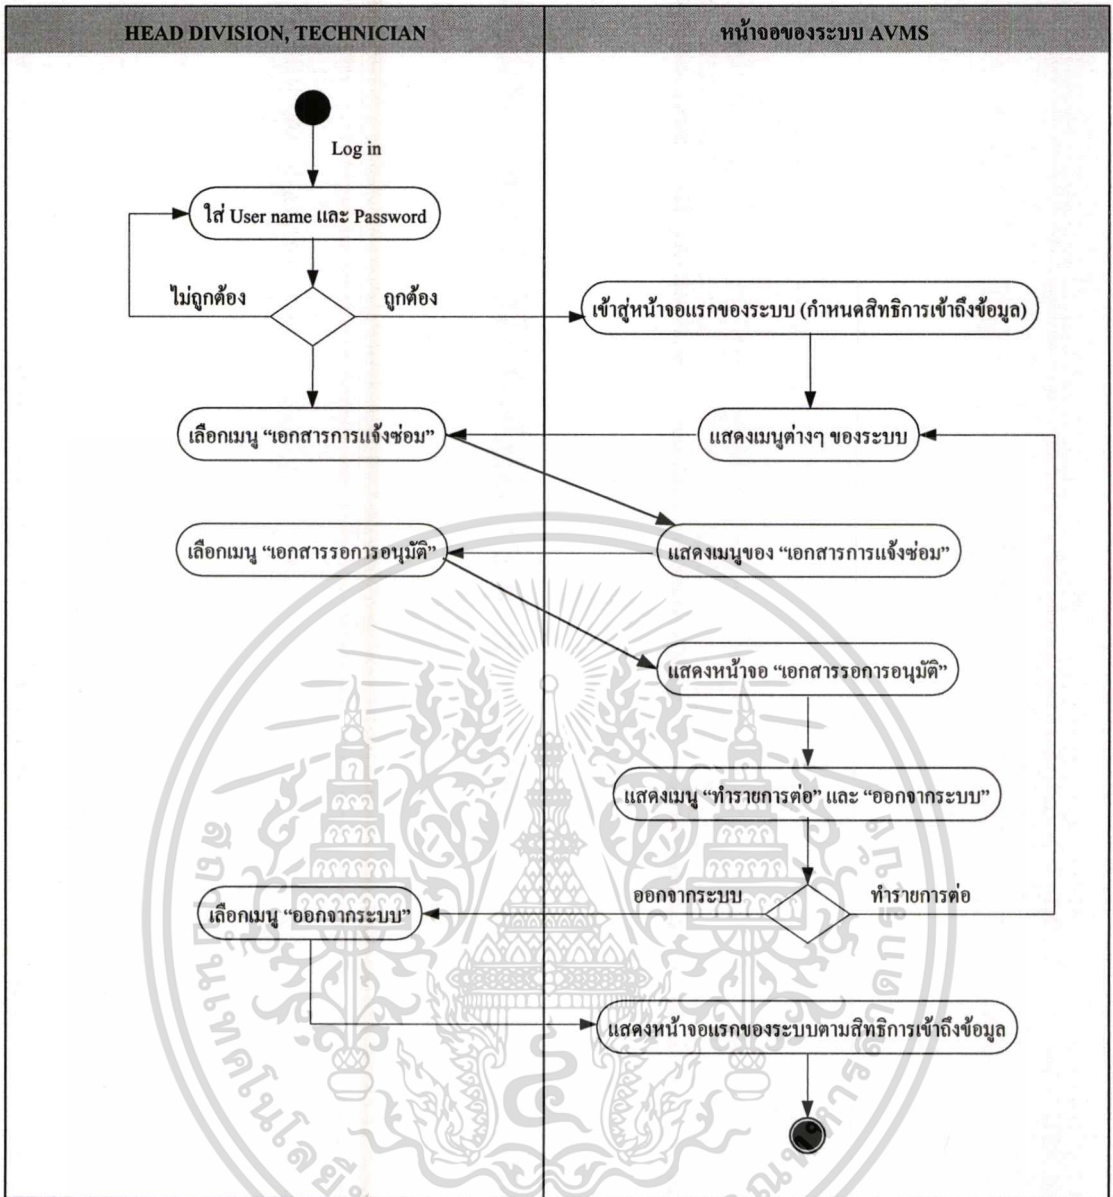 HEAD DIVISION, TECHNICIAN
หน้าจอของระบบ AVMS
Log in
ใส่ User name และ Password
ไม่ถูกต้อง
ถูกต้อง
เข้าสู่หน้าจอแรกของระบบ (กำหนดสิทธิการเข้าถึงข้อมูล)
เลือกเมนู “เอกสารการแจ้งซ่อม”
แสดงเมนูต่างๆ ของระบบ
เลือกเมนู “เอกสารรอการอนุมัติ”
แสดงเมนูของ “เอกสารการแจ้งซ่อม”
แสดงหน้าจอ “เอกสารรอการอนุมัติ”
แสดงเมนู “ทำรายการต่อ” และ “ออกจากระบบ”
ออกจากระบบ
ทำรายการต่อ
เลือกเมนู “ออกจากระบบ”
แสดงหน้าจอแรกของระบบตามสิทธิการเข้าถึงข้อมูล